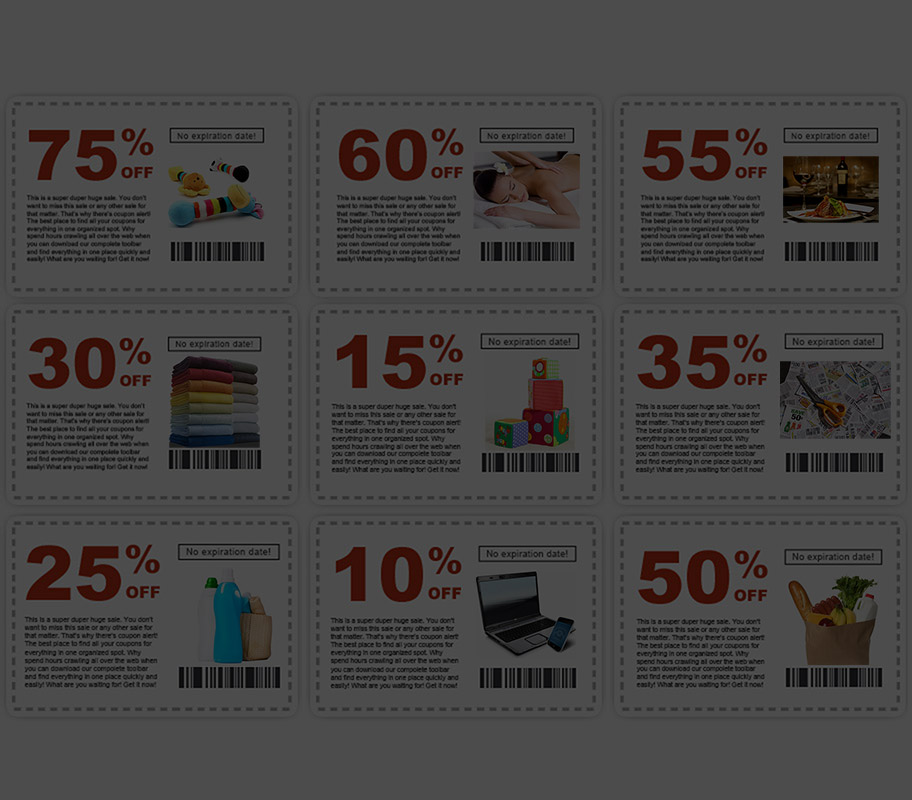 75%
OFF
No expiration date!
This is a super duper huge sale. You don't
want to miss this sale or any other sale for
that matter. That's why there's coupon alert!
The best place to find all your coupons for
everything in one organized spot. Why
spend hours crawling all over the web when
you can download our compolete toolbar
and find everything in one place quickly and
easily! What are you waiting for! Get it now!
60%
OFF
No expiration date!
This is a super duper huge sale. You don't
want to miss this sale or any other sale for
that matter. That's why there's coupon alert!
The best place to find all your coupons for
everything in one organized spot. Why
spend hours crawling all over the web when
you can download our compolete toolbar
and find everything in one place quickly and
easily! What are you waiting for! Get it now!
55%
OFF
No expiration date!
This is a super duper huge sale. You don't
want to miss this sale or any other sale for
that matter. That's why there's coupon alert!
The best place to find all your coupons for
everything in one organized spot. Why
spend hours crawling all over the web when
you can download our compolete toolbar
and find everything in one place quickly and
easily! What are you waiting for! Get it now!
30%
OFF
No expiration date!
This is a super duper huge sale. You don't
want to miss this sale or any other sale for
that matter. That's why there's coupon alert!
The best place to find all your coupons for
everything in one organized spot. Why
spend hours crawling all over the web when
you can download our compolete toolbar
and find everything in one place quickly and
easily! What are you waiting for! Get it now!
15%
OFF
No expiration date!
This is a super duper huge sale. You don't
want to miss this sale or any other sale for
that matter. That's why there's coupon alert!
The best place to find all your coupons for
everything in one organized spot. Why
spend hours crawling all over the web when
you can download our compolete toolbar
and find everything in one place quickly and
easily! What are you waiting for! Get it now!
35%
OFF
No expiration date!
This is a super duper huge sale. You don't
want to miss this sale or any other sale for
that matter. That's why there's coupon alert!
The best place to find all your coupons for
everything in one organized spot. Why
spend hours crawling all over the web when
you can download our compolete toolbar
and find everything in one place quickly and
easily! What are you waiting for! Get it now!
25%
OFF
No expiration date!
This is a super duper huge sale. You don't
want to miss this sale or any other sale for
that matter. That's why there's coupon alert!
The best place to find all your coupons for
everything in one organized spot. Why
spend hours crawling all over the web when
you can download our compolete toolbar
and find everything in one place quickly and
easily! What are you waiting for! Get it now!
10%
OFF
No expiration date!
This is a super duper huge sale. You don't
want to miss this sale or any other sale for
that matter. That's why there's coupon alert!
The best place to find all your coupons for
everything in one organized spot. Why
spend hours crawling all over the web when
you can download our compolete toolbar
and find everything in one place quickly and
easily! What are you waiting for! Get it now!
50%
OFF
No expiration date!
This is a super duper huge sale. You don't
want to miss this sale or any other sale for
that matter. That's why there's coupon alert!
The best place to find all your coupons for
everything in one organized spot. Why
spend hours crawling all over the web when
you can download our compolete toolbar
and find everything in one place quickly and
easily! What are you waiting for! Get it now!